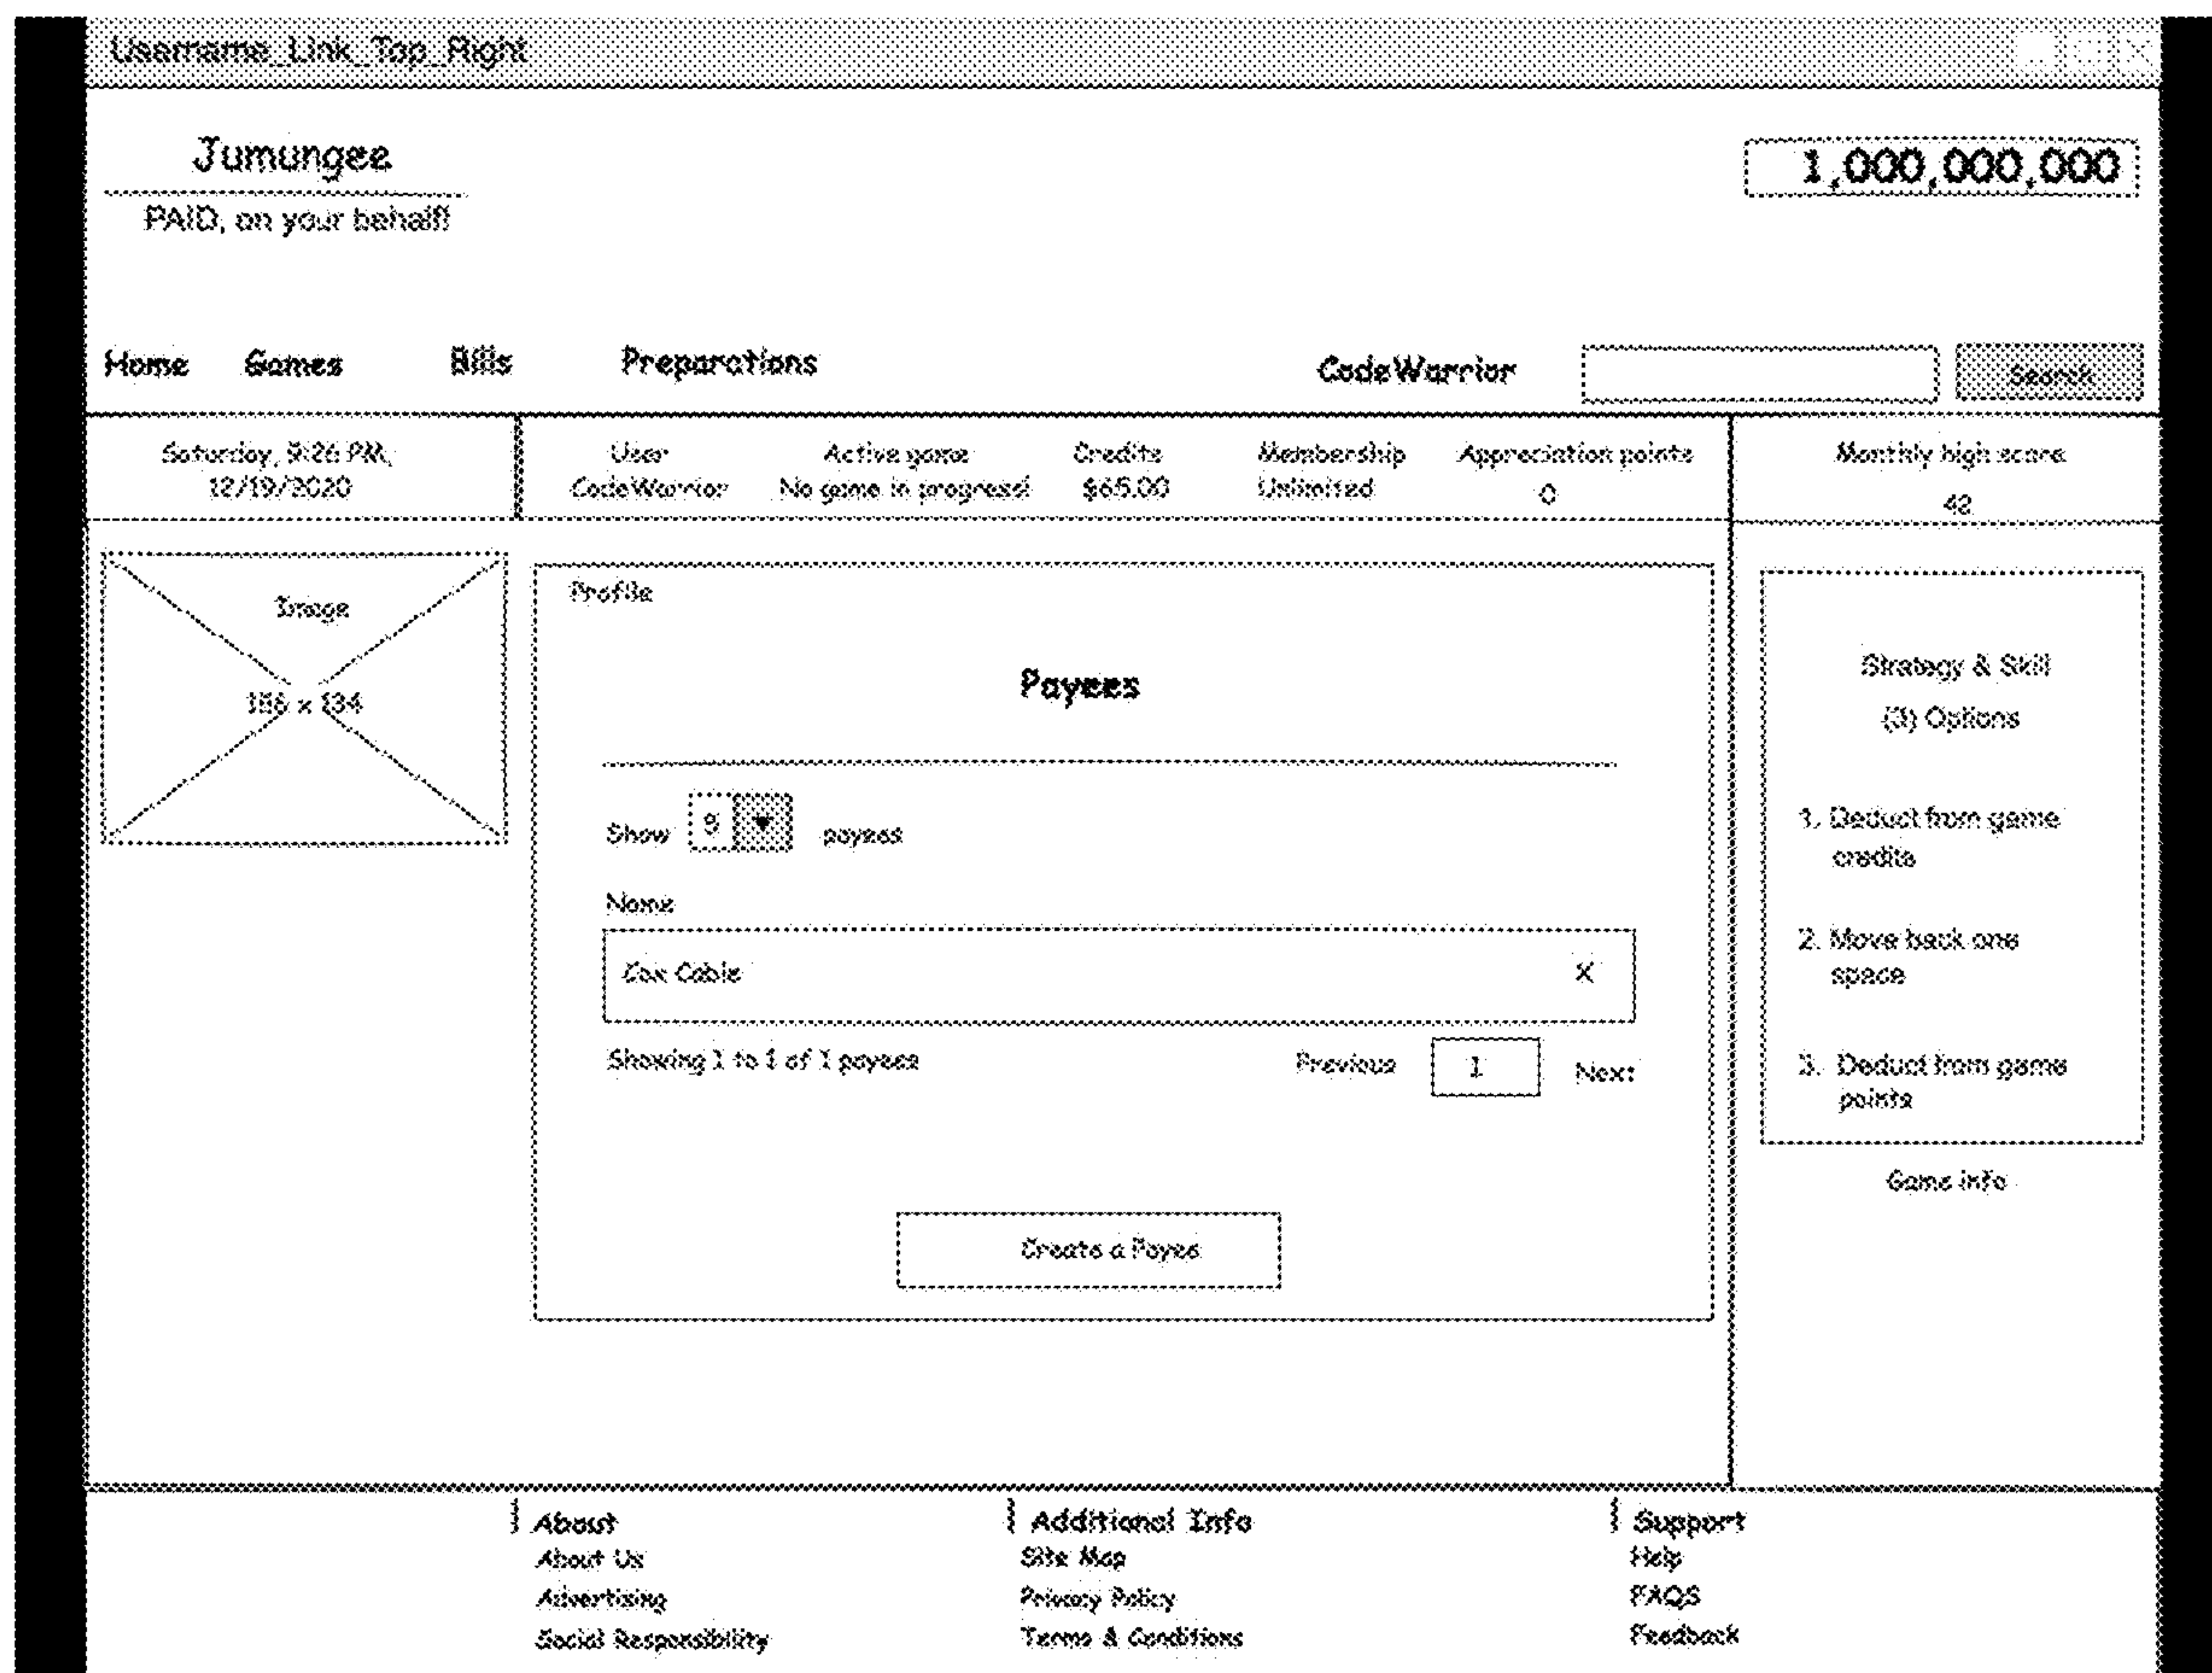 Username_Link_Top_Right
Jumungee
1,000,000,000
PAID, on your behalf!
Home Games Bills Preparations CodeWarrior Search
Saturday, 9:26 PM,
12/19/2020
User Active game Credits Membership Appreciation points
CodeWarrior No game in progress! $65.00 Unlimited 0
Monthly high score
42
Image
186 x 134
Profile
Payees
Show 9 payees
Name
Cox Cable X
Showing 1 to 1 of 1 payees Previous 1 Next
Create a Payee
Strategy & Skill
(3) Options
1. Deduct from game
credits
2. Move back one
space
3. Deduct from game
points
Game info
About
About Us
Advertising
Social Responsibility
Additional Info
Site Map
Privacy Policy
Terms & Conditions
Support
Help
FAQS
Feedback